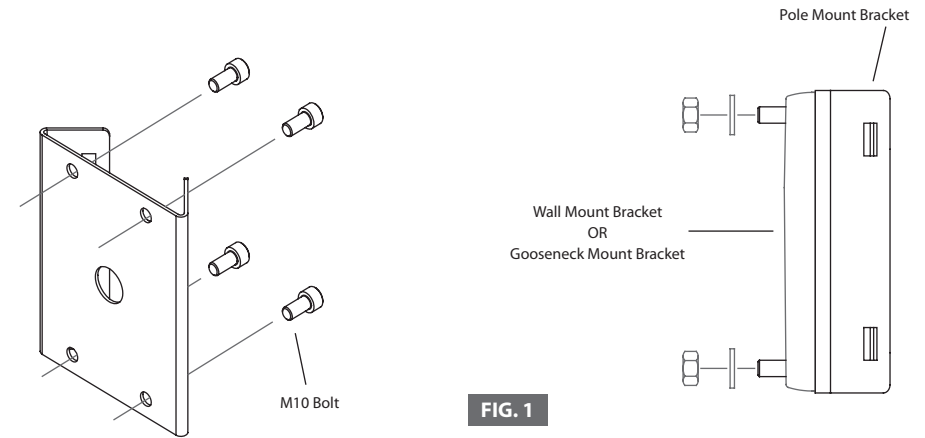 Pole Mount Bracket
Wall Mount Bracket
OR
Gooseneck Mount Bracket
M10 Bolt
FIG. 1